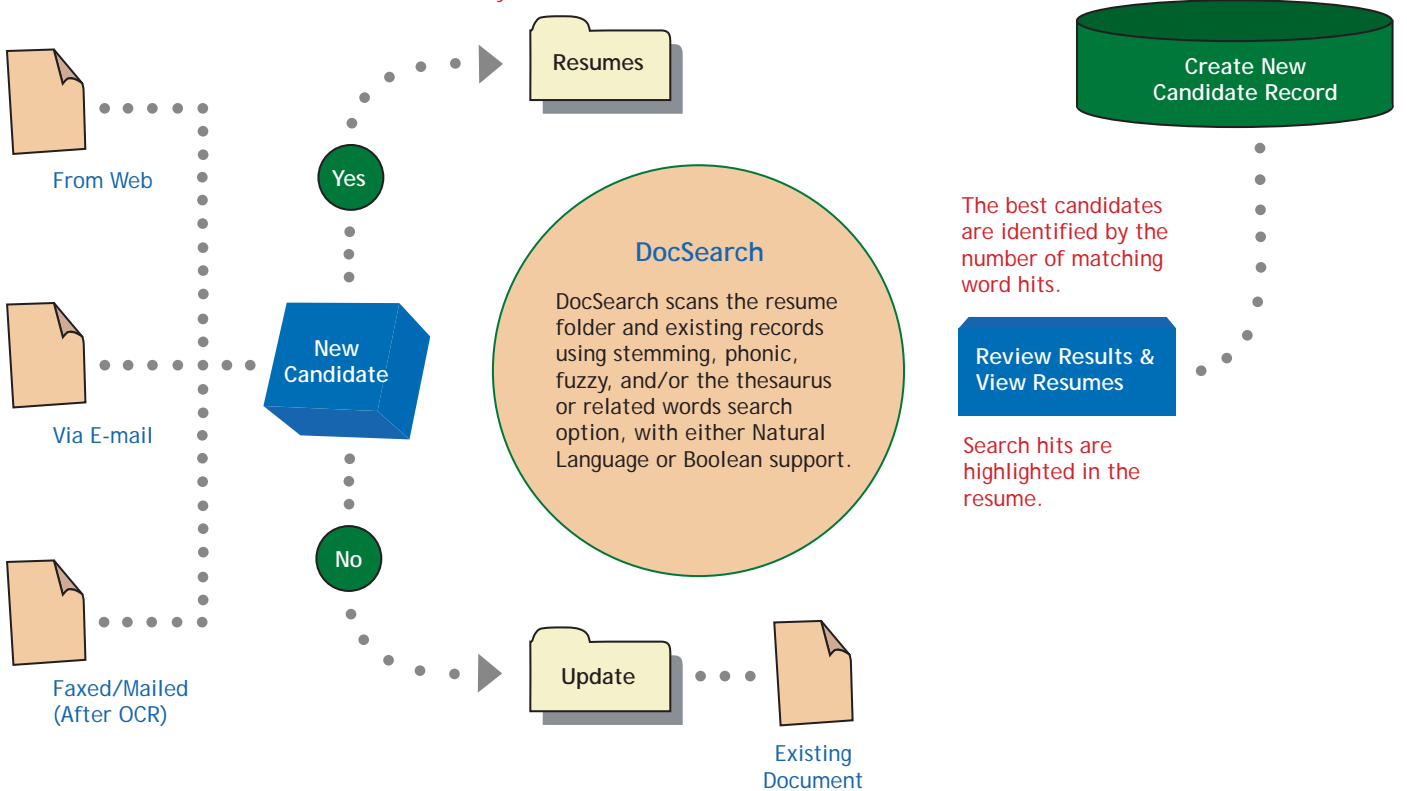 Resumes
Create New
Candidate Record
From Web
Yes
The best candidates
are identified by the
number of matching
word hits.
DocSearch
DocSearch scans the resume
folder and existing records
using stemming, phonic,
fuzzy, and/or the thesaurus
or related words search
option, with either Natural
Language or Boolean support.
New
Candidate
Review Results &
View Resumes
Via E-mail
Search hits are
highlighted in the
resume.
No
Faxed/Mailed
(After OCR)
Update
Existing
Document